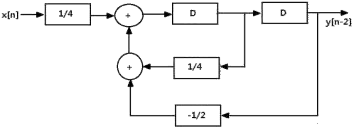 x[n]
1/4
+
D
D
y[n-2]
+
1/4
-1/2